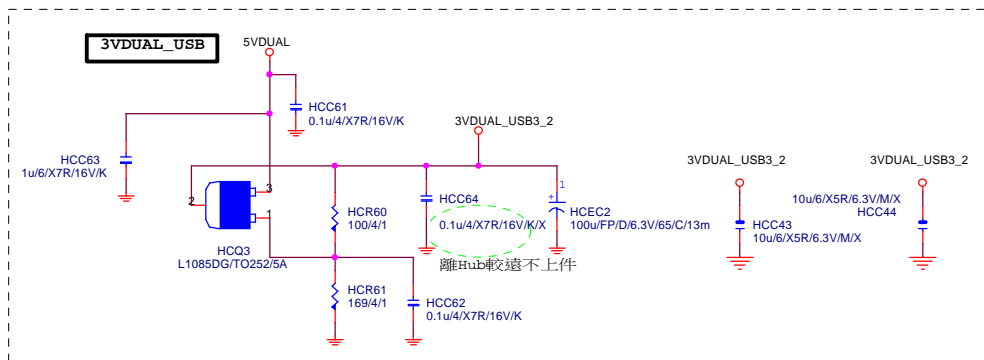 3VDUAL_USB
5VDUAL
HCC61
0.1u/4/X7R/16V/K
3VDUAL_USB3_2
HCC63
1u/6/X7R/16V/K
3
2
1
HCQ3
L1085DG/TO252/5A
HCR60
100/4/1
HCC64
0.1u/4/X7R/16V/K/X
1
+
HCEC2
100u/FP/D/6.3V/65/C/13m
離Hub較遠不上件
HCR61
169/4/1
HCC62
0.1u/4/X7R/16V/K
3VDUAL_USB3_2
HCC43
10u/6/X5R/6.3V/M/X
3VDUAL_USB3_2
10u/6/X5R/6.3V/M/X
HCC44